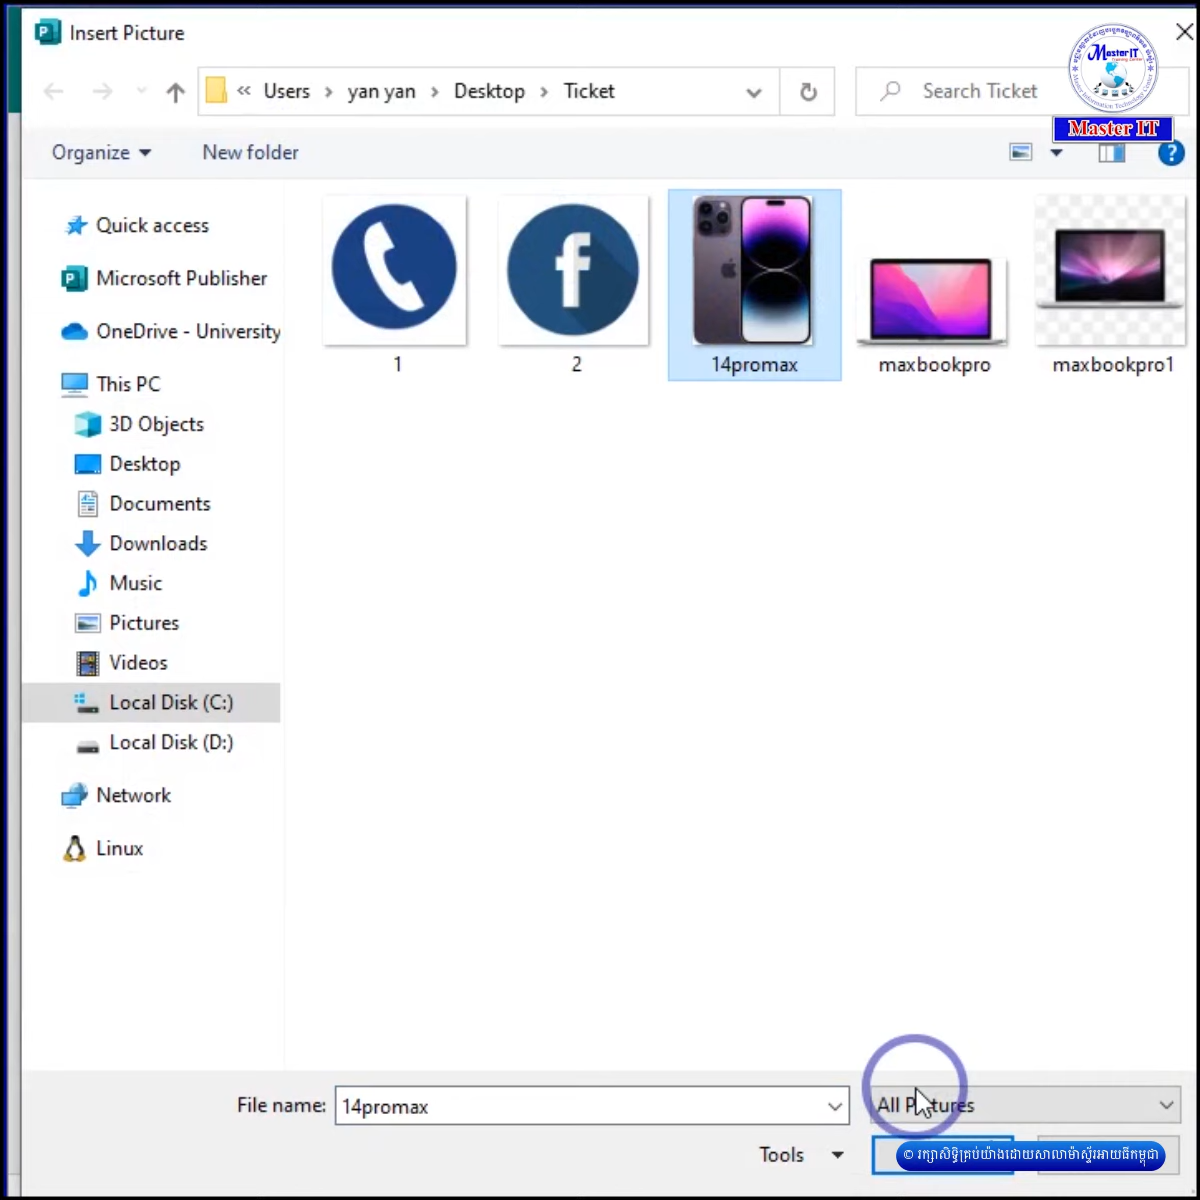 Insert Picture
Users
yan yan
Desktop
Ticket
Search Ticket
Master IT
Master IT
Organize
New folder
?
Quick access
Microsoft Publisher
OneDrive - University
This PC
3D Objects
Desktop
Documents
Downloads
Music
Pictures
Videos
Local Disk (C:)
Local Disk (D:)
Network
Linux
1
2
14promax
maxbookpro
maxbookpro1
File name:
14promax
All Pictures
Tools
© រក្សាសិទ្ធិគ្រប់យ៉ាងដោយសាលាម៉ាស្ទ័រអាយធីកម្ពុជា